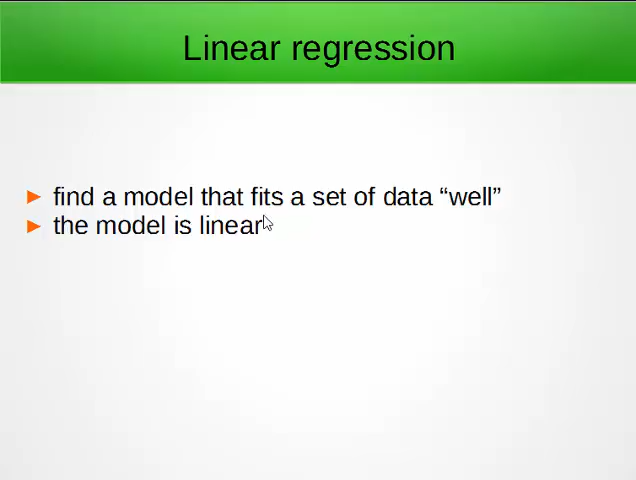 Linear regression
find a model that fits a set of data “well”
the model is linear